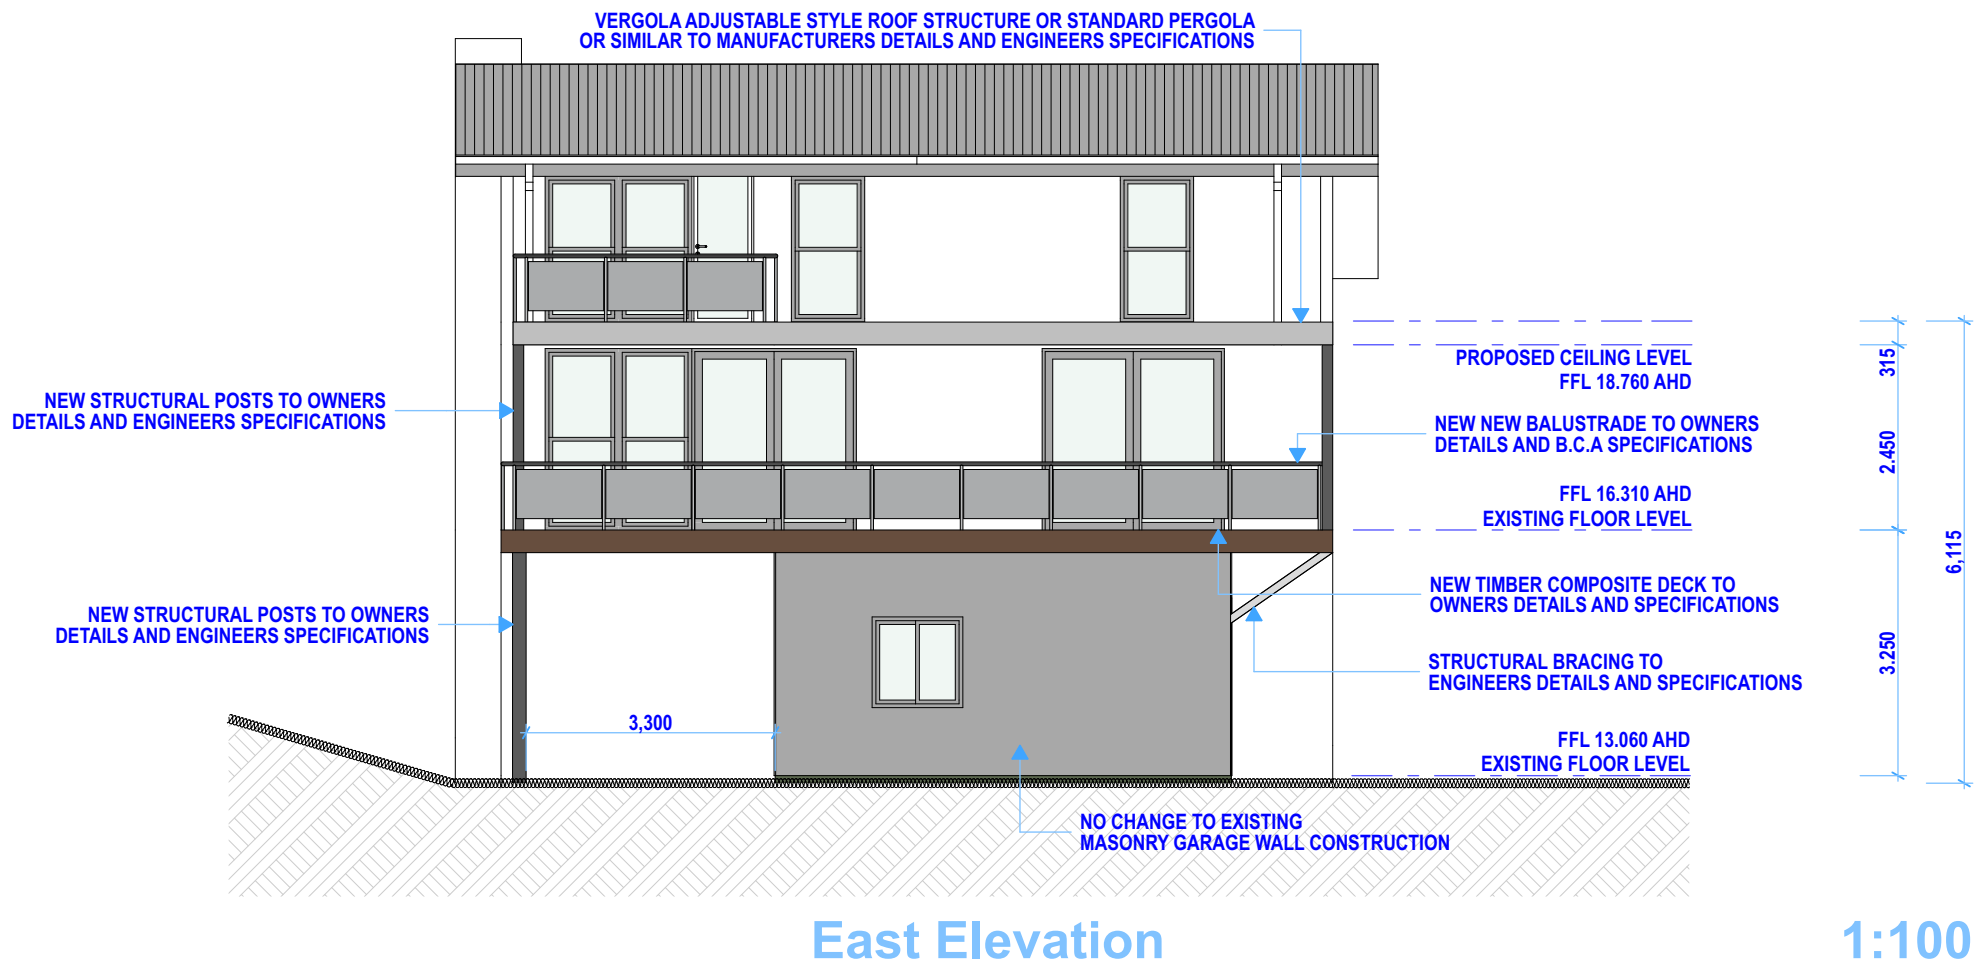 VERGOLA ADJUSTABLE STYLE ROOF STRUCTURE OR STANDARD PERGOLA
OR SIMILAR TO MANUFACTURERS DETAILS AND ENGINEERS SPECIFICATIONS
PROPOSED CEILING LEVEL
FFL 18.760 AHD
315
NEW STRUCTURAL POSTS TO OWNERS
DETAILS AND ENGINEERS SPECIFICATIONS
NEW NEW BALUSTRADE TO OWNERS
DETAILS AND B.C.A SPECIFICATIONS
2.450
FFL 16.310 AHD
EXISTING FLOOR LEVEL
6,115
NEW TIMBER COMPOSITE DECK TO
OWNERS DETAILS AND SPECIFICATIONS
NEW STRUCTURAL POSTS TO OWNERS
DETAILS AND ENGINEERS SPECIFICATIONS
3.250
STRUCTURAL BRACING TO
ENGINEERS DETAILS AND SPECIFICATIONS
3,300
FFL 13.060 AHD
EXISTING FLOOR LEVEL
NO CHANGE TO EXISTING
MASONRY GARAGE WALL CONSTRUCTION
East Elevation
1:100